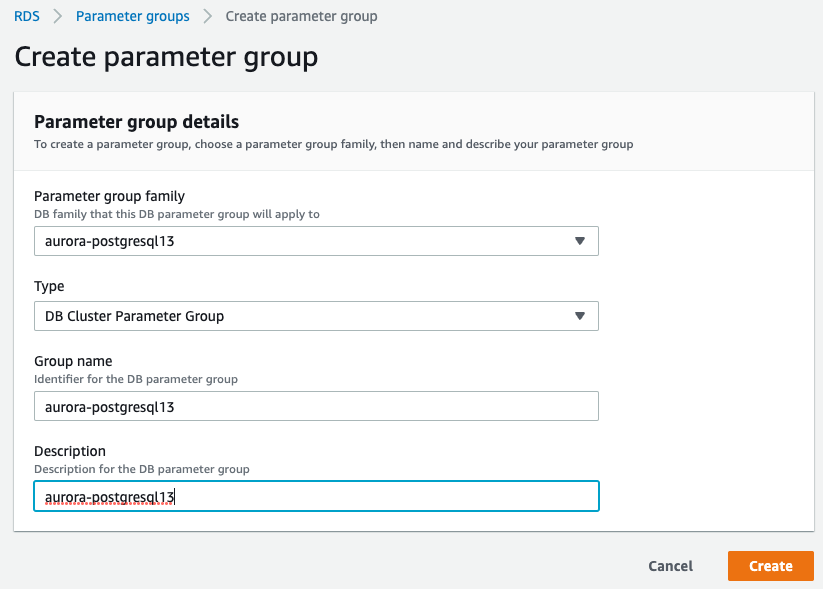 RDS > Parameter groups > Create parameter group
Create parameter group
Parameter group details
To create a parameter group, choose a parameter group family, then name and describe your parameter group
Parameter group family
DB family that this DB parameter group will apply to
aurora-postgresql13
Type
DB Cluster Parameter Group
Group name
Identifier for the DB parameter group
aurora-postgresql13
Description
Description for the DB parameter group
aurora-postgresql13
Cancel Create